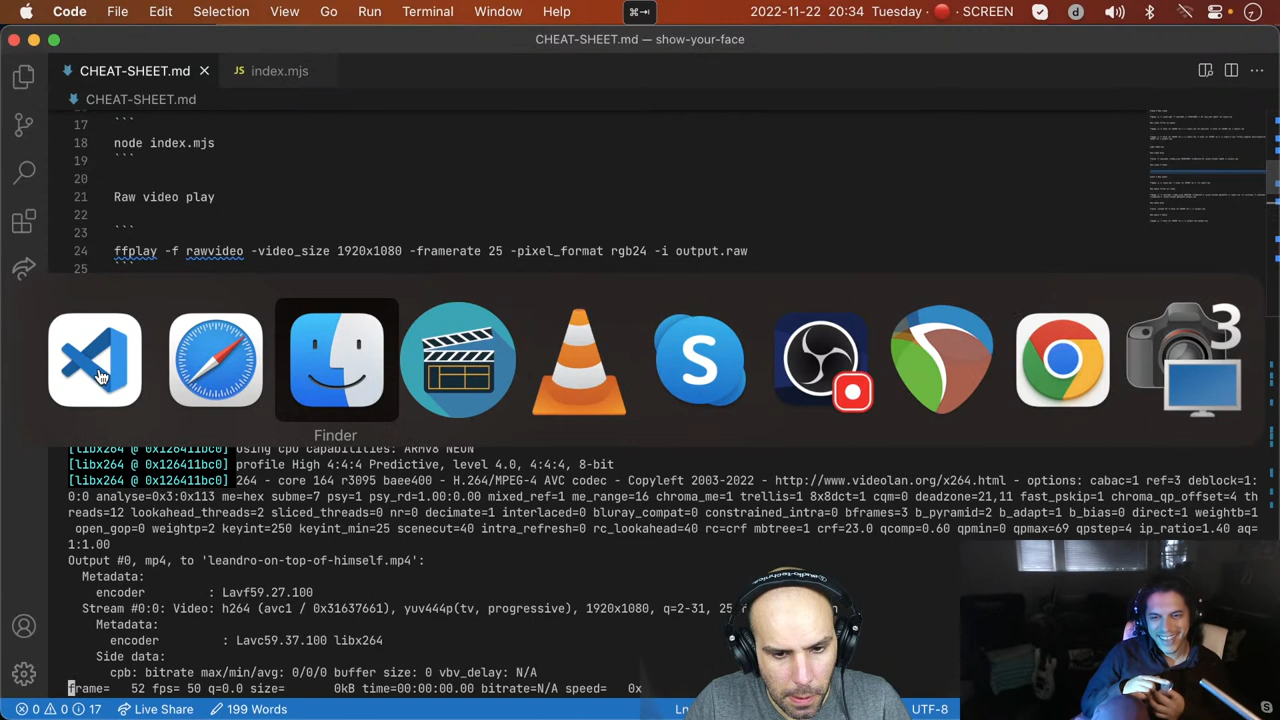 Code File Edit Selection View Go Run Terminal Window Help 2022-11-22 20:34 Tuesday SCREEN
CHEAT-SHEET.md — show-your-face
CHEAT-SHEET.md JS index.mjs
CHEAT-SHEET.md
17 ```
18 node index.mjs
19 ```
20
21 Raw video play
22
23 ```
24 ffplay -f rawvideo -video_size 1920x1080 -framerate 25 -pixel_format rgb24 -i output.raw
25 ```
3
Finder
[libx264 @ 0x126411bc0] using cpu capabilities: ARMv8 NEON
[libx264 @ 0x126411bc0] profile High 4:4:4 Predictive, level 4.0, 4:4:4, 8-bit
[libx264 @ 0x126411bc0] 264 - core 164 r3095 baee400 - H.264/MPEG-4 AVC codec - Copyleft 2003-2022 - http://www.videolan.org/x264.html - options: cabac=1 ref=3 deblock=1:
0:0 analyse=0x3:0x113 me=hex subme=7 psy=1 psy_rd=1.00:0.00 mixed_ref=1 me_range=16 chroma_me=1 trellis=1 8x8dct=1 cqm=0 deadzone=21,11 fast_pskip=1 chroma_qp_offset=4 th
reads=12 lookahead_threads=2 sliced_threads=0 nr=0 decimate=1 interlaced=0 bluray_compat=0 constrained_intra=0 bframes=3 b_pyramid=2 b_adapt=1 b_bias=0 direct=1 weightb=1
open_gop=0 weightp=2 keyint=250 keyint_min=25 scenecut=40 intra_refresh=0 rc_lookahead=40 rc=crf mbtree=1 crf=23.0 qcomp=0.60 qpmin=0 qpmax=69 qpstep=4 ip_ratio=1.40 aq=
1:1.00
Output #0, mp4, to 'leandro-on-top-of-himself.mp4':
Metadata:
encoder : Lavf59.27.100
Stream #0:0: Video: h264 (avc1 / 0x31637661), yuv444p(tv, progressive), 1920x1080, q=2-31, 25
Metadata:
encoder : Lavc59.37.100 libx264
Side data:
cpb: bitrate max/min/avg: 0/0/0 buffer size: 0 vbv_delay: N/A
frame= 52 fps= 50 q=0.0 size= 0kB time=00:00:00.00 bitrate=N/A speed= 0x
0 0 17 Live Share 199 Words Ln UTF-8